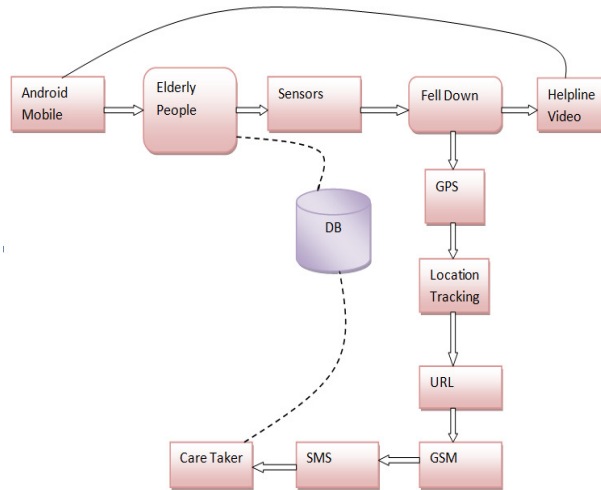 Android
Mobile
Elderly
People
Sensors
Fell Down
Helpline
Video
GPS
DB
Location
Tracking
URL
Care Taker
SMS
GSM